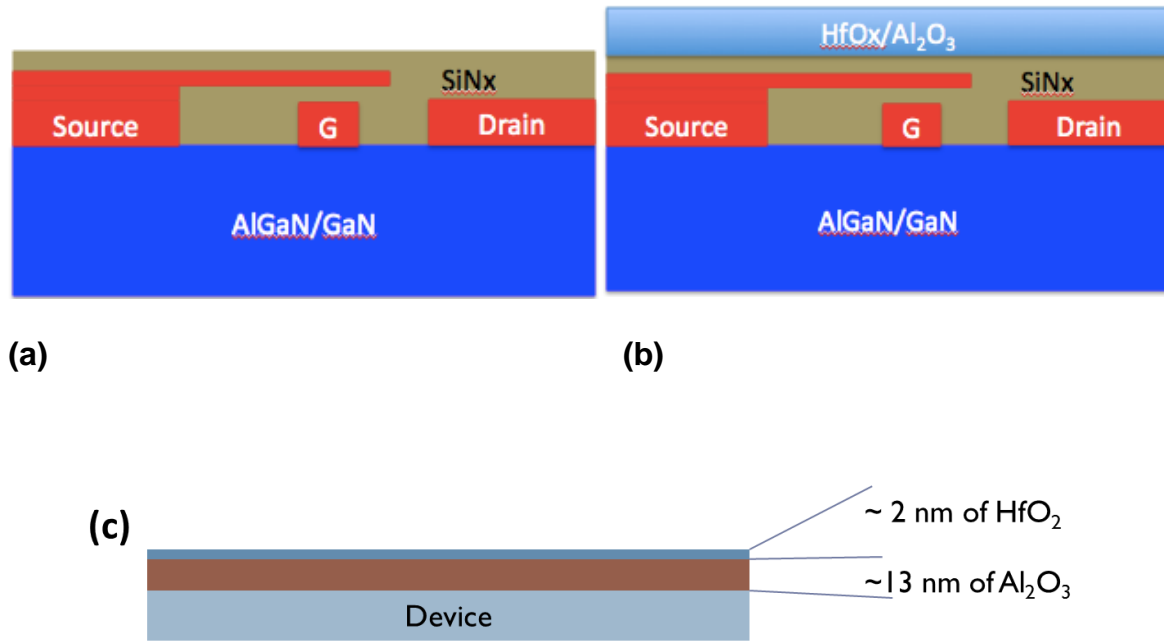 SiNx
Source
G
Drain
AlGaN/GaN
(a)
HfOx/Al₂O₃
SiNx
Source
G
Drain
AlGaN/GaN
(b)
(c)
~ 2 nm of HfO₂
~13 nm of Al₂O₃
Device